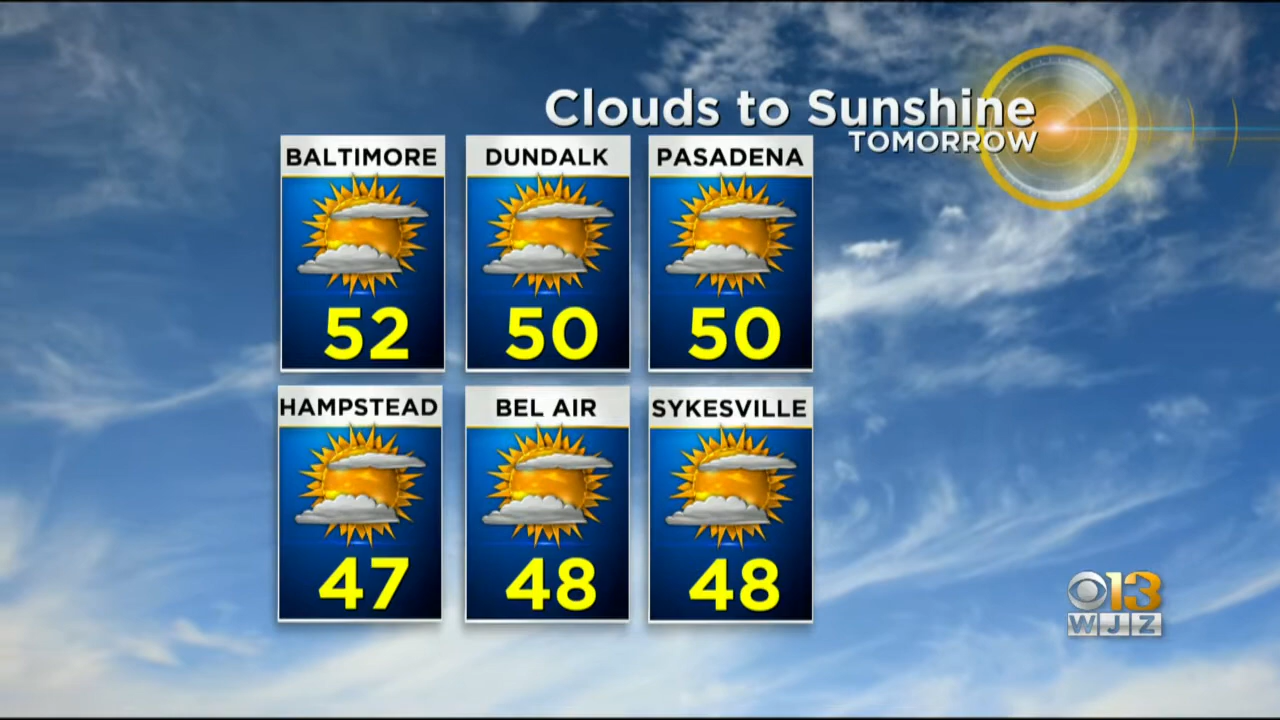 Clouds to Sunshine
TOMORROW
BALTIMORE
52
DUNDALK
50
PASADENA
50
HAMPSTEAD
47
BEL AIR
48
SYKESVILLE
48
13
WJZ